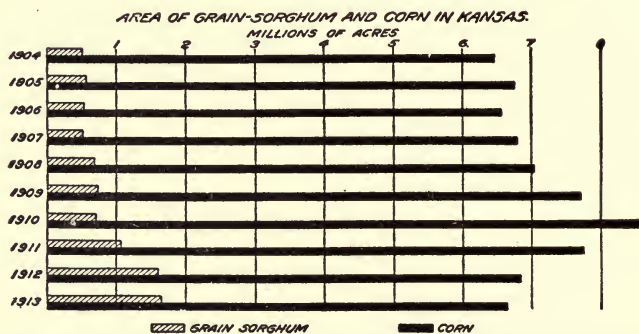 AREA OF GRAIN-SORGHUM AND CORN IN KANSAS.
MILLIONS OF ACRES
1 2 3 4 5 6. 7 8
1904
1905
1906
1907
1908
1909
1910
1911
1912
1913
GRAIN SORGHUM CORN